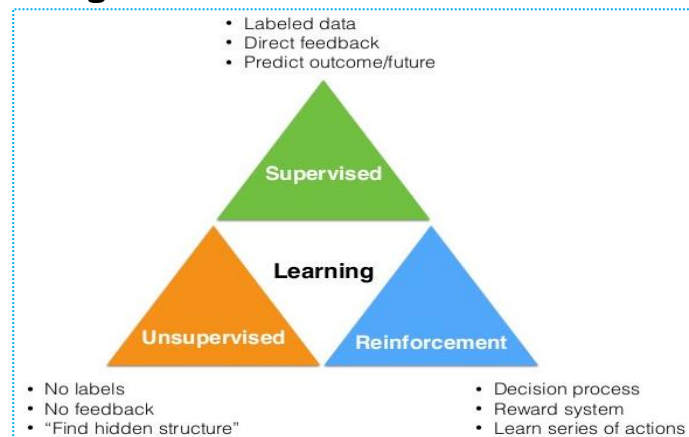 • Labeled data
• Direct feedback
• Predict outcome/future
Supervised
Learning
Unsupervised
Reinforcement
• No labels
• No feedback
• “Find hidden structure”
• Decision process
• Reward system
• Learn series of actions